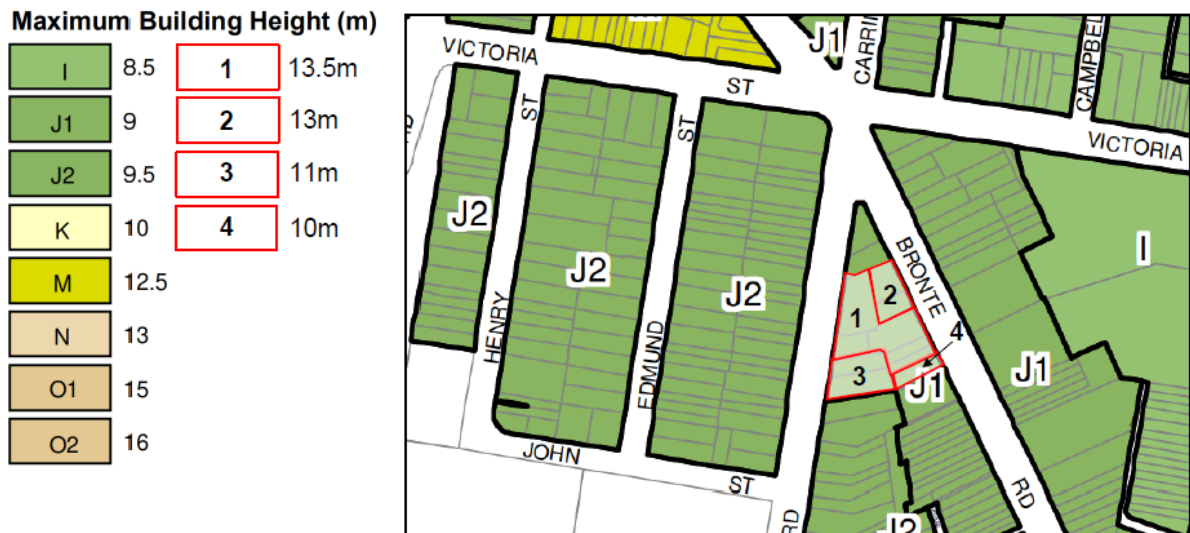 Maximum Building Height (m)
I 8.5
J1 9
J2 9.5
K 10
M 12.5
N 13
O1 15
O2 16
1 13.5m
2 13m
3 11m
4 10m
VICTORIA
ST
J1
CARRIN
CAMPBEL
VICTORIA
ST
ST
J2
J2
J2
HENRY
EDMUND
BRONTE
I
1
2
4
3
J1
J1
JOHN
ST
RD
RD
J2